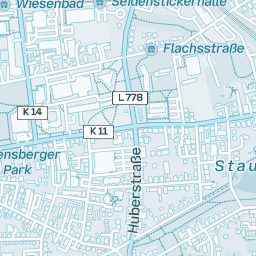 Wiesenbad
Seidenstickerhalle
Flachsstraße
L 778
K 14
K 11
ensberger
Park
Huberstraße
Stau